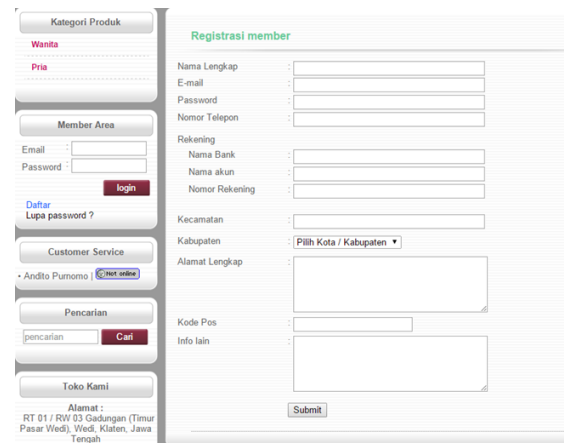 Kategori Produk
Wanita
Pria
Member Area
Email :
Password :
login
Daftar
Lupa password ?
Customer Service
• Andito Purnomo | not online
Pencarian
pencarian Cari
Toko Kami
Alamat :
RT 01 / RW 03 Gadungan (Timur
Pasar Wedi), Wedi, Klaten, Jawa
Tengah
Registrasi member
Nama Lengkap :
E-mail :
Password :
Nomor Telepon :
Rekening
Nama Bank :
Nama akun :
Nomor Rekening :
Kecamatan :
Kabupaten : Pilih Kota / Kabupaten
Alamat Lengkap :
Kode Pos :
Info lain :
Submit